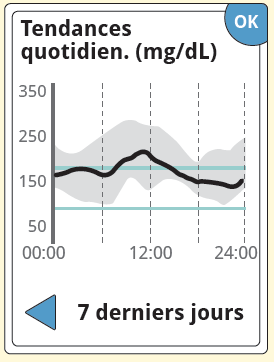 OK
Tendances
quotidien. (mg/dL)
350
250
150
50
00:00 12:00 24:00
7 derniers jours